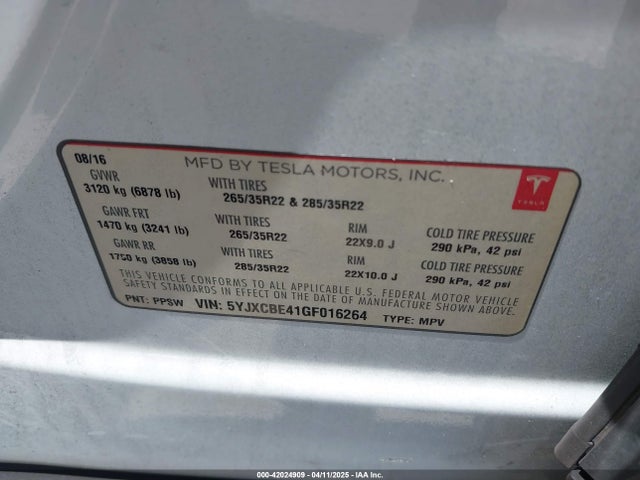 08/16 MFD BY TESLA MOTORS, INC.
GVWR WITH TIRES
3120 kg (6878 lb) 265/35R22 & 285/35R22
TESLA
GAWR FRT WITH TIRES RIM COLD TIRE PRESSURE
1470 kg (3241 lb) 265/35R22 22X9.0 J 290 kPa, 42 psi
GAWR RR WITH TIRES RIM COLD TIRE PRESSURE
1750 kg (3858 lb) 285/35R22 22X10.0 J 290 kPa, 42 psi
THIS VEHICLE CONFORMS TO ALL APPLICABLE U.S. FEDERAL MOTOR VEHICLE
SAFETY STANDARDS IN EFFECT ON THE DATE OF MANUFACTURE SHOWN ABOVE.
PNT: PPSW VIN: 5YJXCBE41GF016264 TYPE: MPV
000-42024909 - 04/11/2025 - IAA Inc.